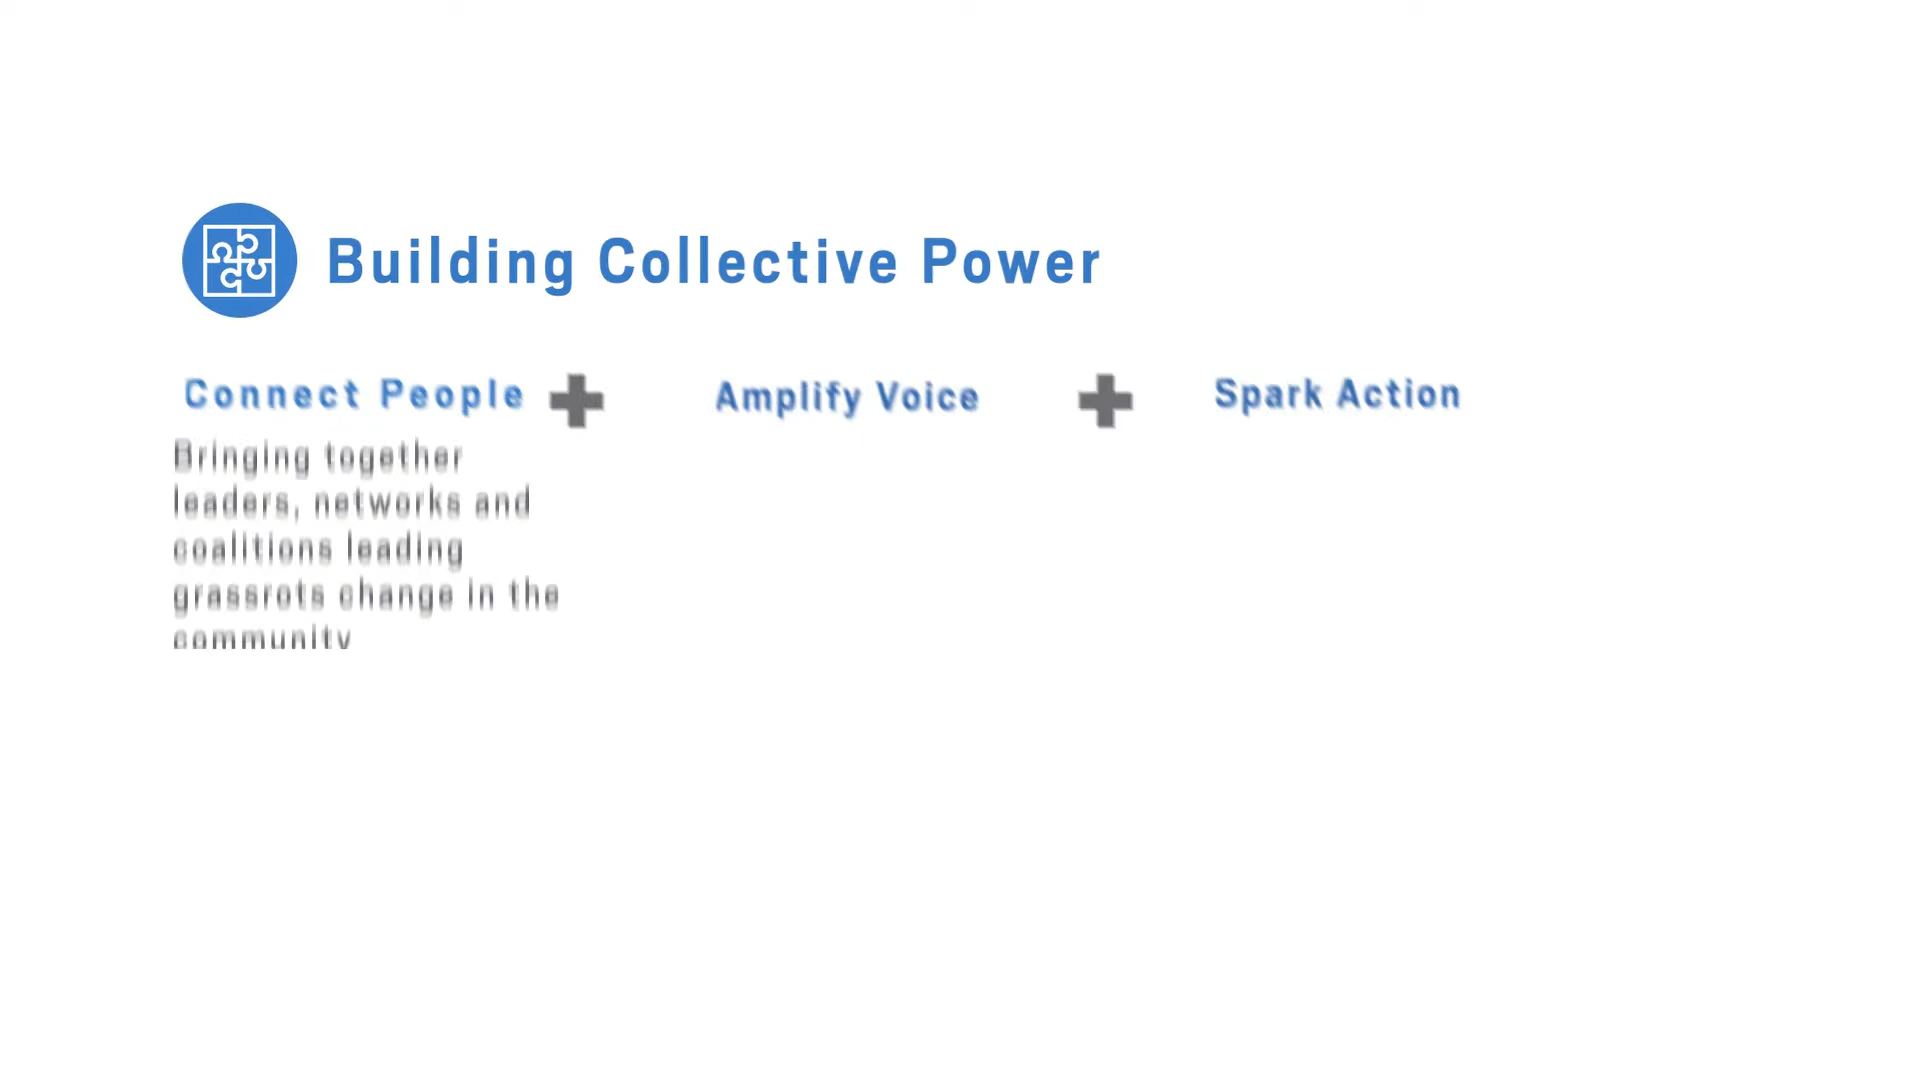 Building Collective Power
Connect People
Amplify Voice
Spark Action
Bringing together
leaders, networks and
coalitions leading
grassrots change in the
community